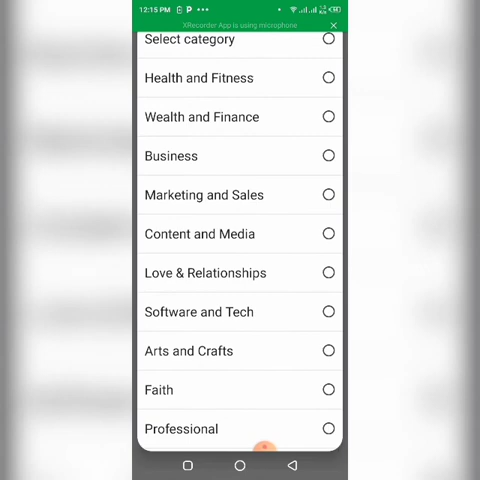 12:15 PM
XRecorder App is using microphone
Select category
Health and Fitness
Wealth and Finance
Business
Marketing and Sales
Content and Media
Love & Relationships
Software and Tech
Arts and Crafts
Faith
Professional